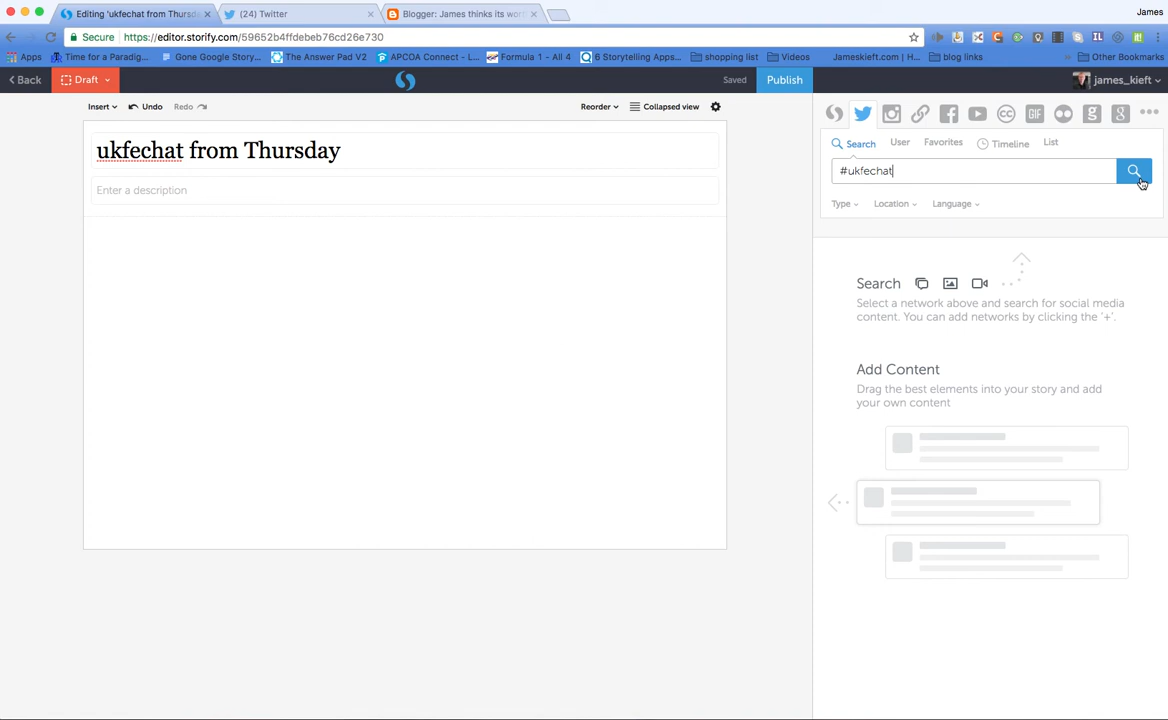 Editing 'ukfechat from Thursd
(24) Twitter
Blogger: James thinks its wor
James
Secure
https://editor.storify.com/59652b4ffdebeb76cd26e730
Apps
Time for a Paradig...
Gone Google Story...
The Answer Pad V2
APCOA Connect - L...
Formula 1 - All 4
6 Storytelling Apps...
shopping list
Videos
Jameskieft.com | H...
blog links
»
Other Bookmarks
Back
Draft
Saved
Publish
james_kieft
Insert
Undo
Redo
Reorder
Collapsed view
ukfechat from Thursday
Enter a description
Search
User
Favorites
Timeline
List
#ukfechat
Type
Location
Language
Search
Select a network above and search for social media
content. You can add networks by clicking the '+'.
Add Content
Drag the best elements into your story and add
your own content